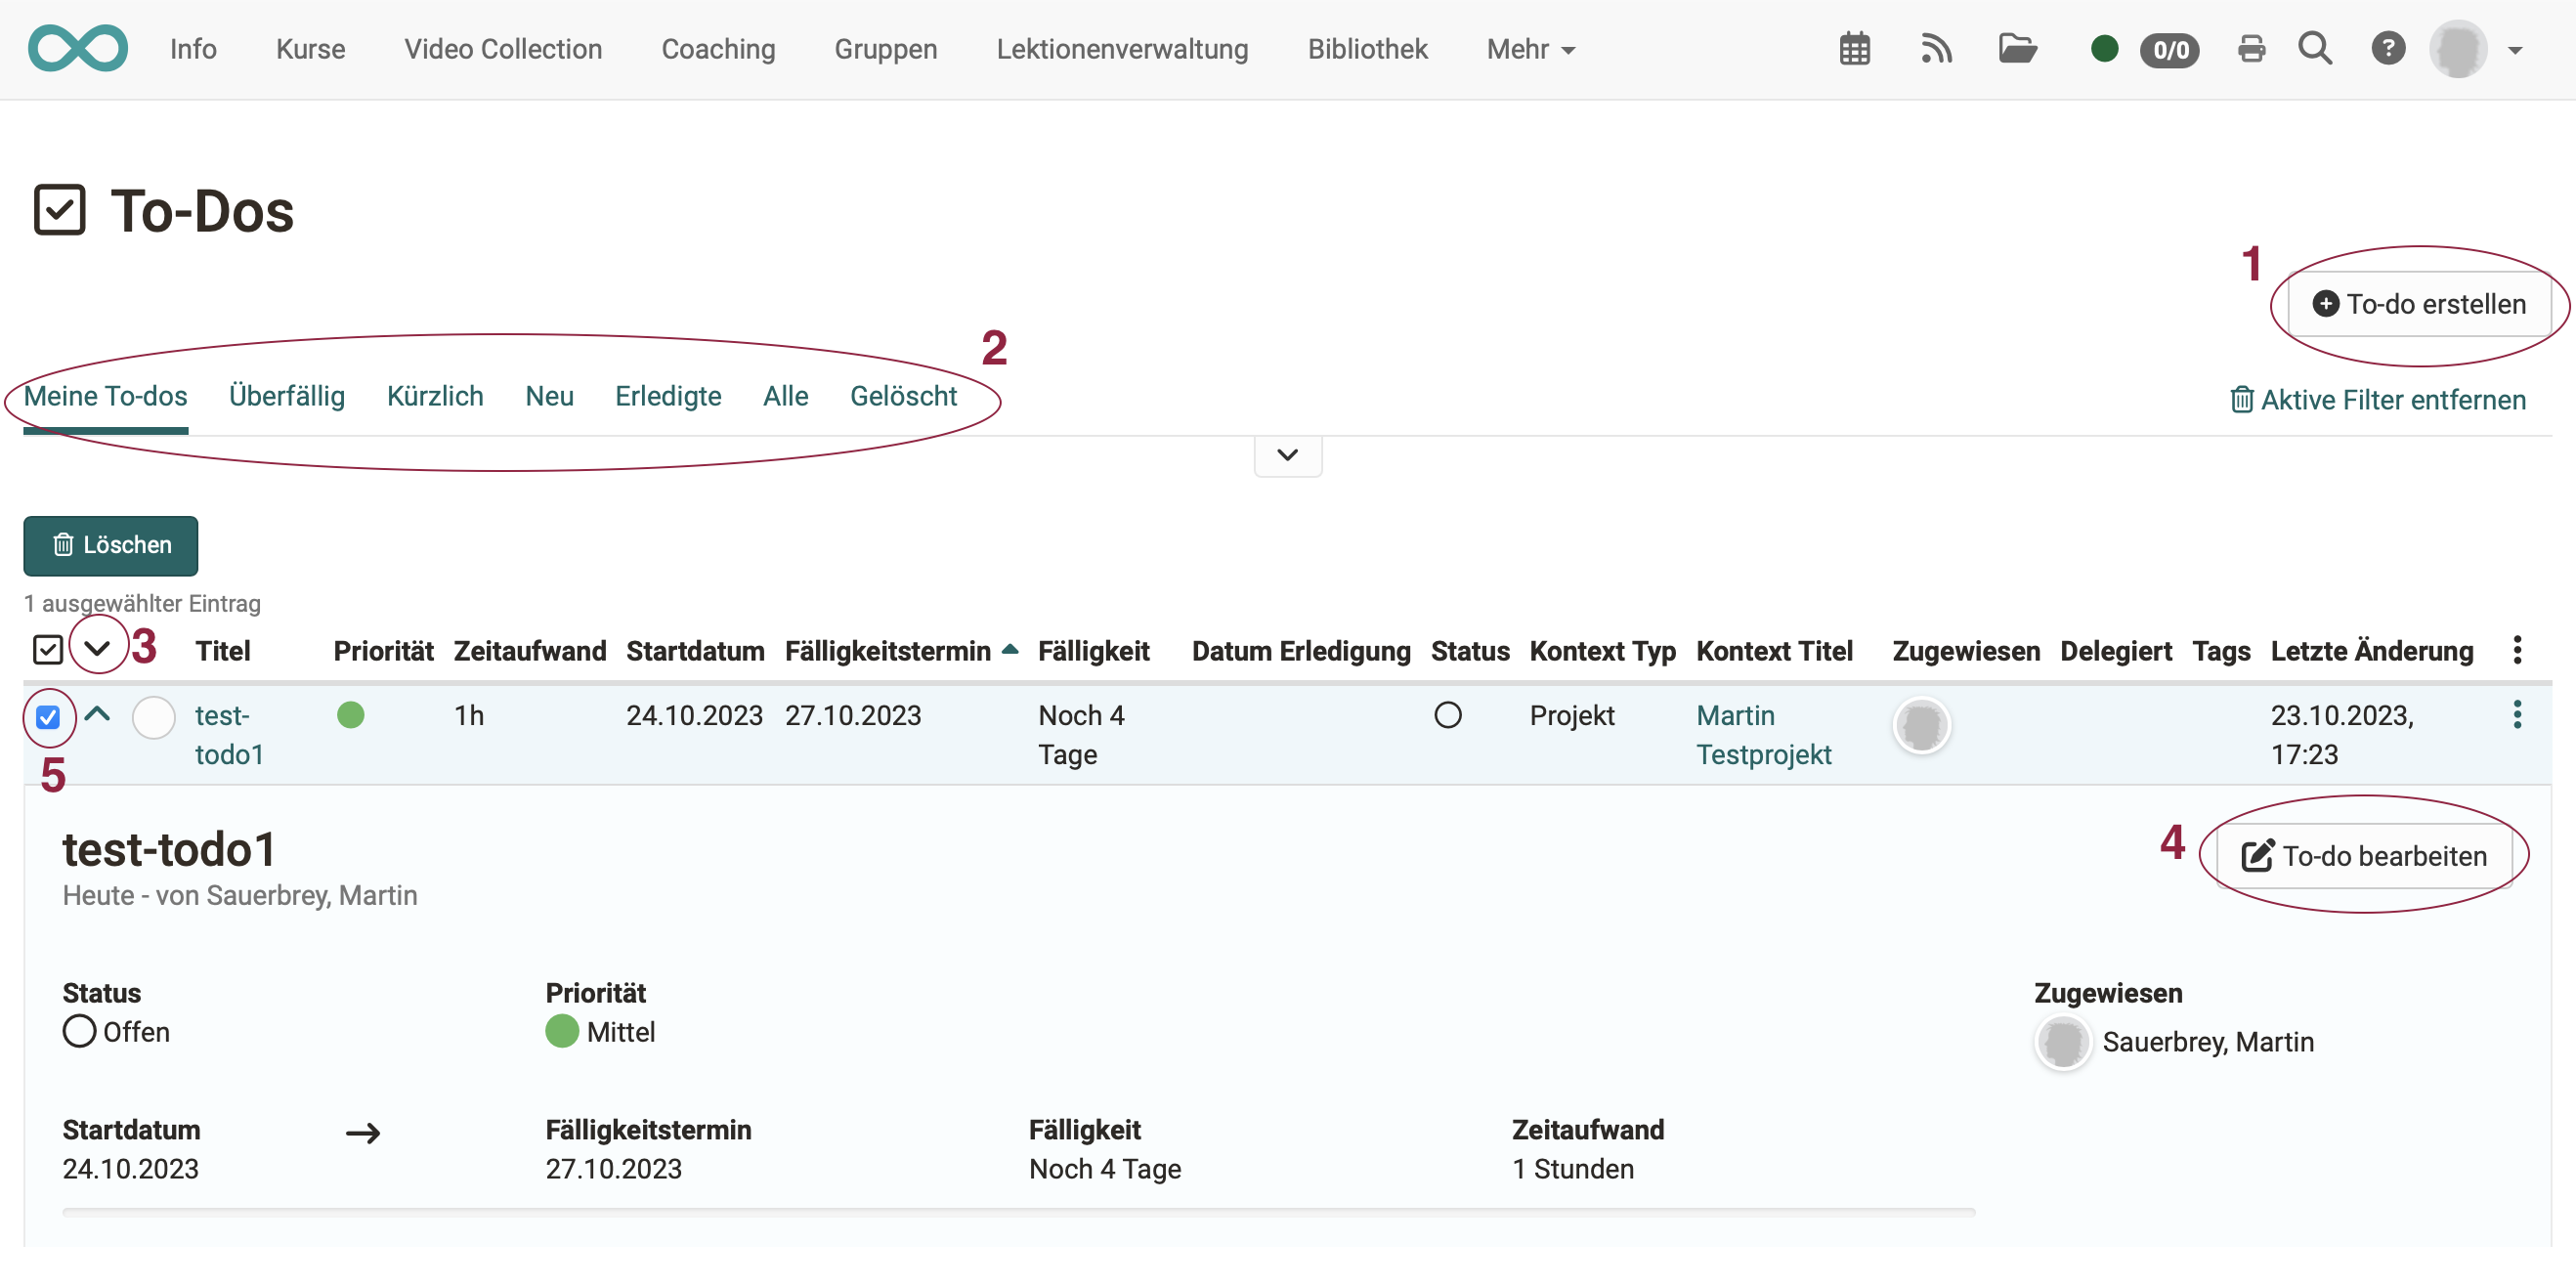 Info Kurse Video Collection Coaching Gruppen Lektionenverwaltung Bibliothek Mehr 0/0 ?
To-Dos
1
To-do erstellen
2
Meine To-dos Überfällig Kürzlich Neu Erledigte Alle Gelöscht
Aktive Filter entfernen
Löschen
1 ausgewählter Eintrag
3 Titel Priorität Zeitaufwand Startdatum Fälligkeitstermin Fälligkeit Datum Erledigung Status Kontext Typ Kontext Titel Zugewiesen Delegiert Tags Letzte Änderung
test- 1h 24.10.2023 27.10.2023 Noch 4 Projekt Martin 23.10.2023,
todo1 Tage Testprojekt 17:23
5
test-todo1
4 To-do bearbeiten
Heute - von Sauerbrey, Martin
Status Priorität Zugewiesen
Offen Mittel Sauerbrey, Martin
Startdatum Fälligkeitstermin Fälligkeit Zeitaufwand
24.10.2023 27.10.2023 Noch 4 Tage 1 Stunden